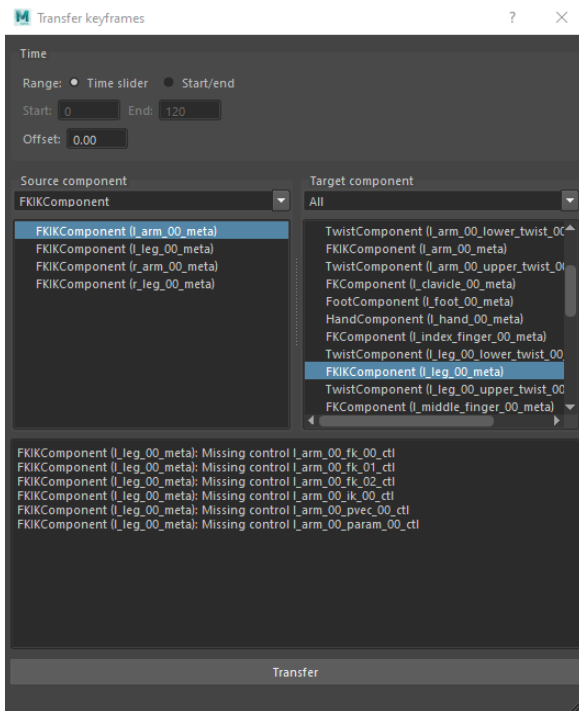 Transfer keyframes
?
Time
Range: Time slider Start/end
Start: 0 End: 120
Offset: 0.00
Source component
FKIKComponent
FKIKComponent (l_arm_00_meta)
FKIKComponent (l_leg_00_meta)
FKIKComponent (r_arm_00_meta)
FKIKComponent (r_leg_00_meta)
Target component
All
TwistComponent (l_arm_00_lower_twist_00
FKIKComponent (l_arm_00_meta)
TwistComponent (l_arm_00_upper_twist_00
FKComponent (l_clavicle_00_meta)
FootComponent (l_foot_00_meta)
HandComponent (l_hand_00_meta)
FKComponent (l_index_finger_00_meta)
TwistComponent (l_leg_00_lower_twist_00_
FKIKComponent (l_leg_00_meta)
TwistComponent (l_leg_00_upper_twist_00
FKComponent (l_middle_finger_00_meta)
FKIKComponent (l_leg_00_meta): Missing control l_arm_00_fk_00_ctl
FKIKComponent (l_leg_00_meta): Missing control l_arm_00_fk_01_ctl
FKIKComponent (l_leg_00_meta): Missing control l_arm_00_fk_02_ctl
FKIKComponent (l_leg_00_meta): Missing control l_arm_00_ik_00_ctl
FKIKComponent (l_leg_00_meta): Missing control l_arm_00_pvec_00_ctl
FKIKComponent (l_leg_00_meta): Missing control l_arm_00_param_00_ctl
Transfer